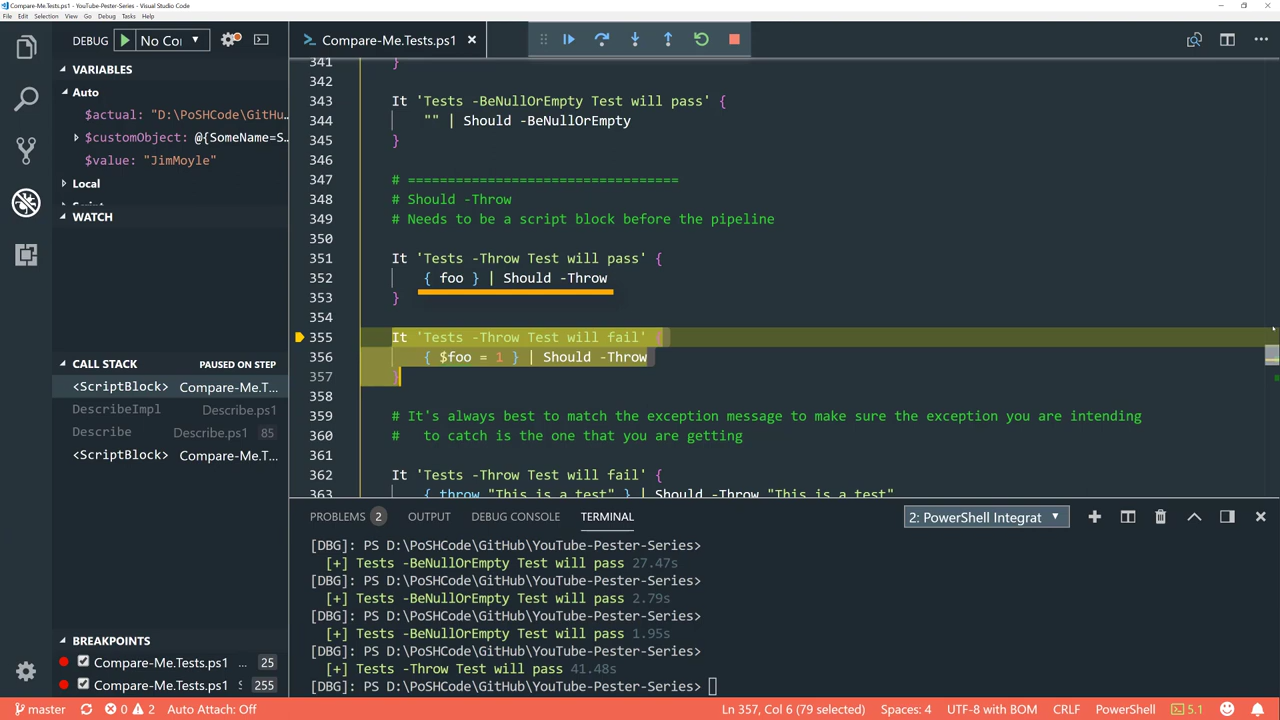 Compare-Me.Tests.ps1 - YouTube-Pester-Series - Visual Studio Code
File Edit Selection View Go Debug Tasks Help
DEBUG No Coi
Compare-Me.Tests.ps1
VARIABLES
Auto
$actual: "D:\PoSHCode\GitHu...
$customObject: @{SomeName=S...
$value: "JimMoyle"
Local
WATCH
CALL STACK PAUSED ON STEP
<ScriptBlock> Compare-Me.T...
DescribeImpl Describe.ps1
Describe Describe.ps1 85
<ScriptBlock> Compare-Me.T...
BREAKPOINTS
Compare-Me.Tests.ps1 ... 25
Compare-Me.Tests.ps1 255
341 }
342
343 It 'Tests -BeNullOrEmpty Test will pass' {
344 "" | Should -BeNullOrEmpty
345 }
346
347 # ==================================
348 # Should -Throw
349 # Needs to be a script block before the pipeline
350
351 It 'Tests -Throw Test will pass' {
352 { foo } | Should -Throw
353 }
354
355 It 'Tests -Throw Test will fail' {
356 { $foo = 1 } | Should -Throw
357 }
358
359 # It's always best to match the exception message to make sure the exception you are intending
360 #   to catch is the one that you are getting
361
362 It 'Tests -Throw Test will fail' {
363 { throw "This is a test" } | Should -Throw "This is a test"
PROBLEMS 2 OUTPUT DEBUG CONSOLE TERMINAL 2: PowerShell Integrat
[DBG]: PS D:\PoSHCode\GitHub\YouTube-Pester-Series>
[+] Tests -BeNullOrEmpty Test will pass 27.47s
[DBG]: PS D:\PoSHCode\GitHub\YouTube-Pester-Series>
[+] Tests -BeNullOrEmpty Test will pass 2.79s
[DBG]: PS D:\PoSHCode\GitHub\YouTube-Pester-Series>
[+] Tests -BeNullOrEmpty Test will pass 1.95s
[DBG]: PS D:\PoSHCode\GitHub\YouTube-Pester-Series>
[+] Tests -Throw Test will pass 41.48s
[DBG]: PS D:\PoSHCode\GitHub\YouTube-Pester-Series>
master 0 2 Auto Attach: Off Ln 357, Col 6 (79 selected) Spaces: 4 UTF-8 with BOM CRLF PowerShell 5.1